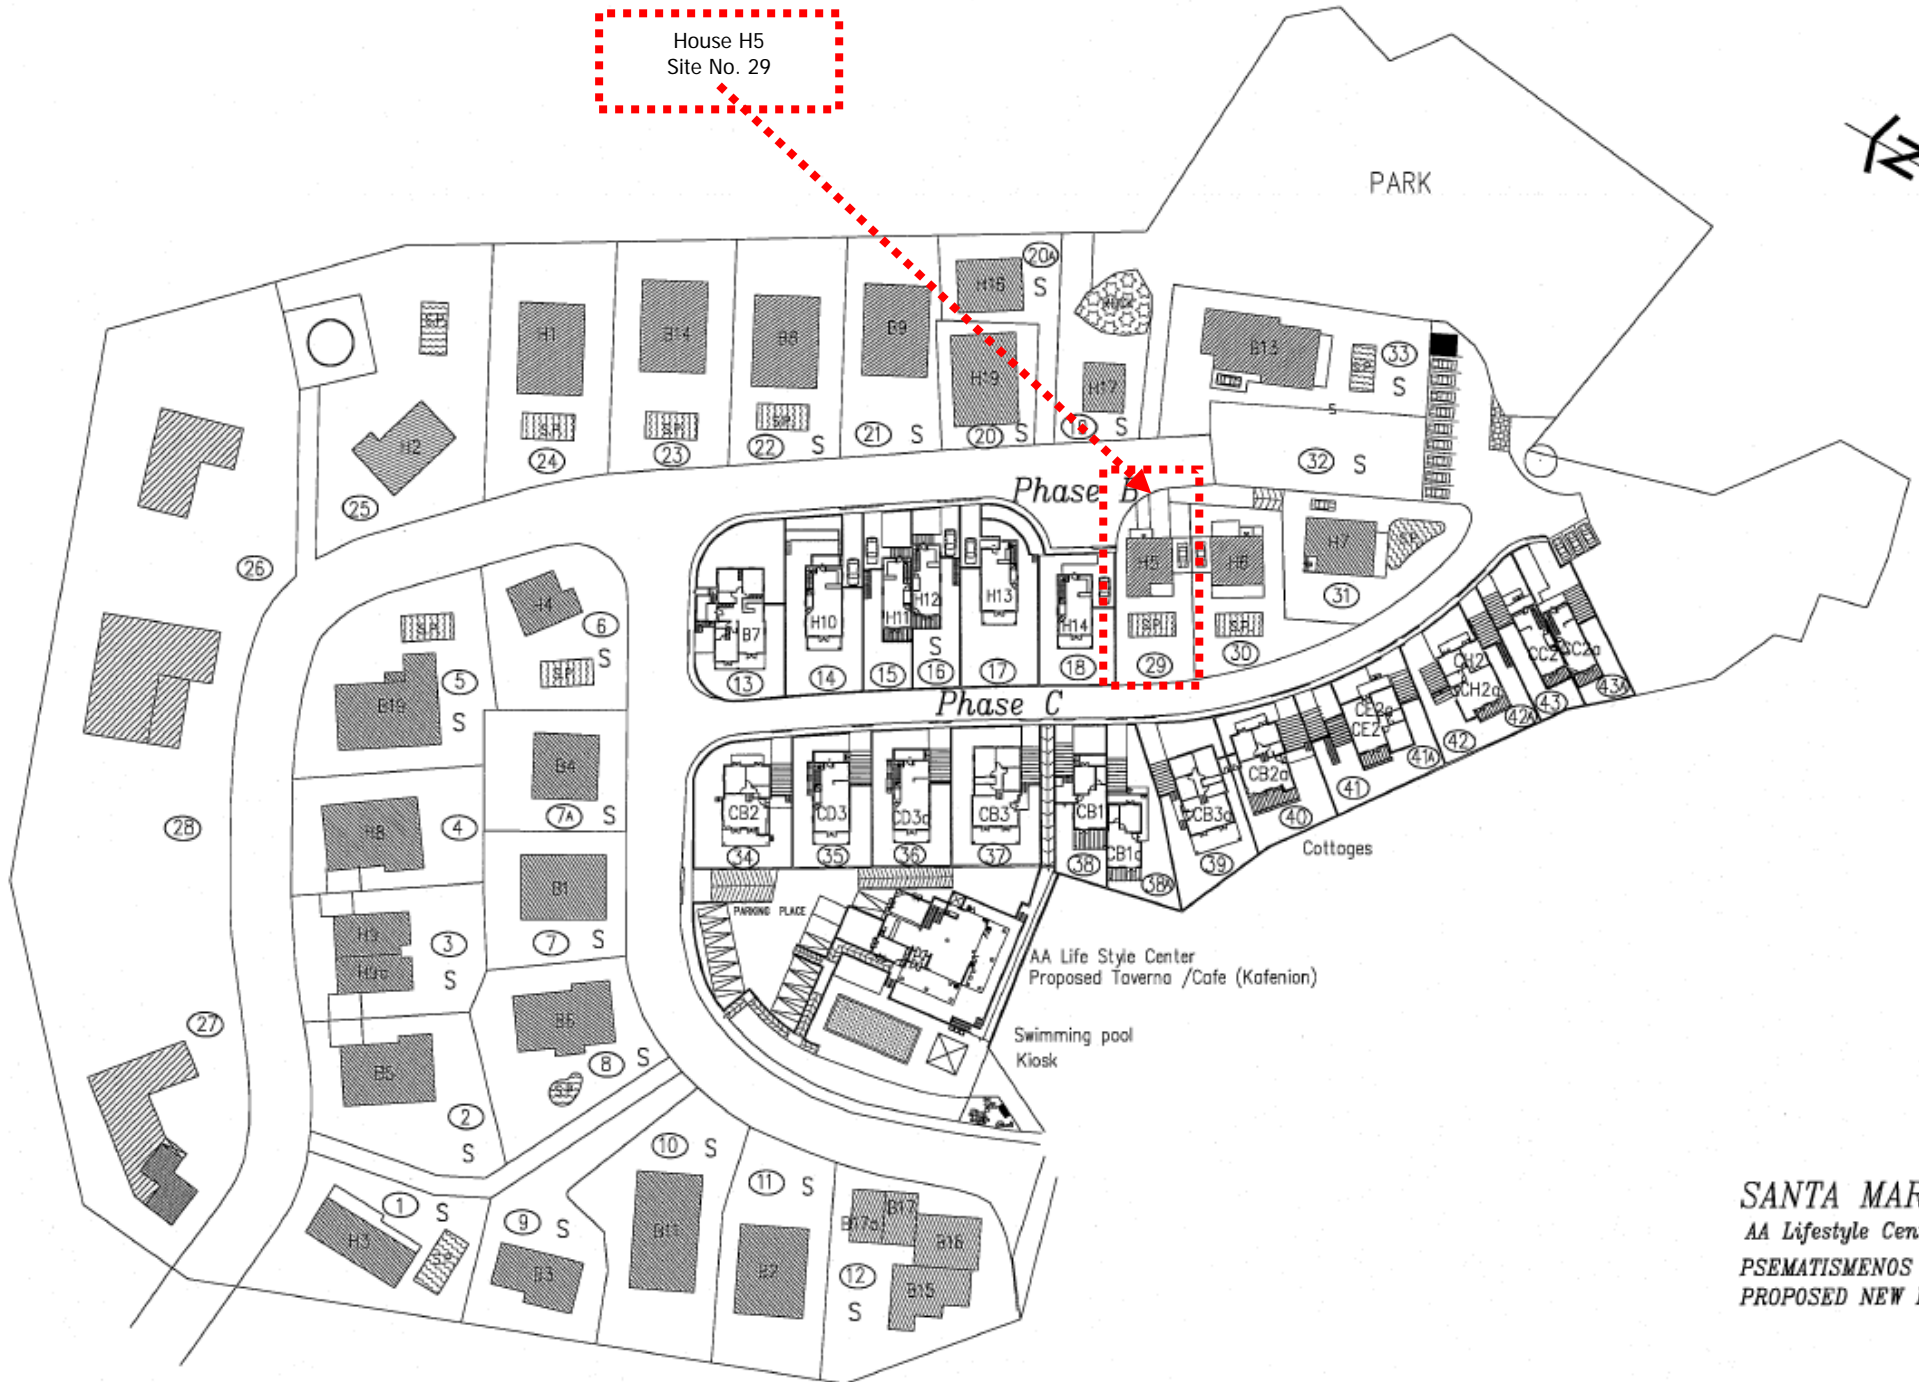 House H5
Site No. 29
PARK
N
20A
H16
S
ROCK
H1
B14
B8
B9
H19
H17
B13
S.P.
33
S
S
S.P.
H2
S.P.
24
S.P.
23
S.P.
22
S
21
S
20
S
19
S
32
S
25
Phase B
26
H4
6
S
S.P.
S.P.
5
S
B19
B7
13
H10
14
H11
15
H12
S
16
H13
17
H14
18
H5
S.P.
29
H6
S.P.
30
H7
S.P.
31
Phase C
CH2
CH2a
CC2
CC2a
43A
43
42A
42
CE2a
CE2
41A
41
B4
7A
S
28
H8
4
CB2
34
CD3
35
CD3a
36
CB3
37
CB1
38
CB1c
38A
CB3a
39
CB2a
40
Cottages
B1
7
S
H9
3
S
PARKING PLACE
AA Life Style Center
Proposed Taverna /Cafe (Kafenion)
Swimming pool
Kiosk
27
B6
8
S
S.P.
B5
2
S
10
S
11
S
1
S
H3
S.P.
9
S
B3
B11
B2
B17a
B17
B16
B15
12
S
SANTA MAR
AA Lifestyle Cen
PSEMATISMENOS
PROPOSED NEW